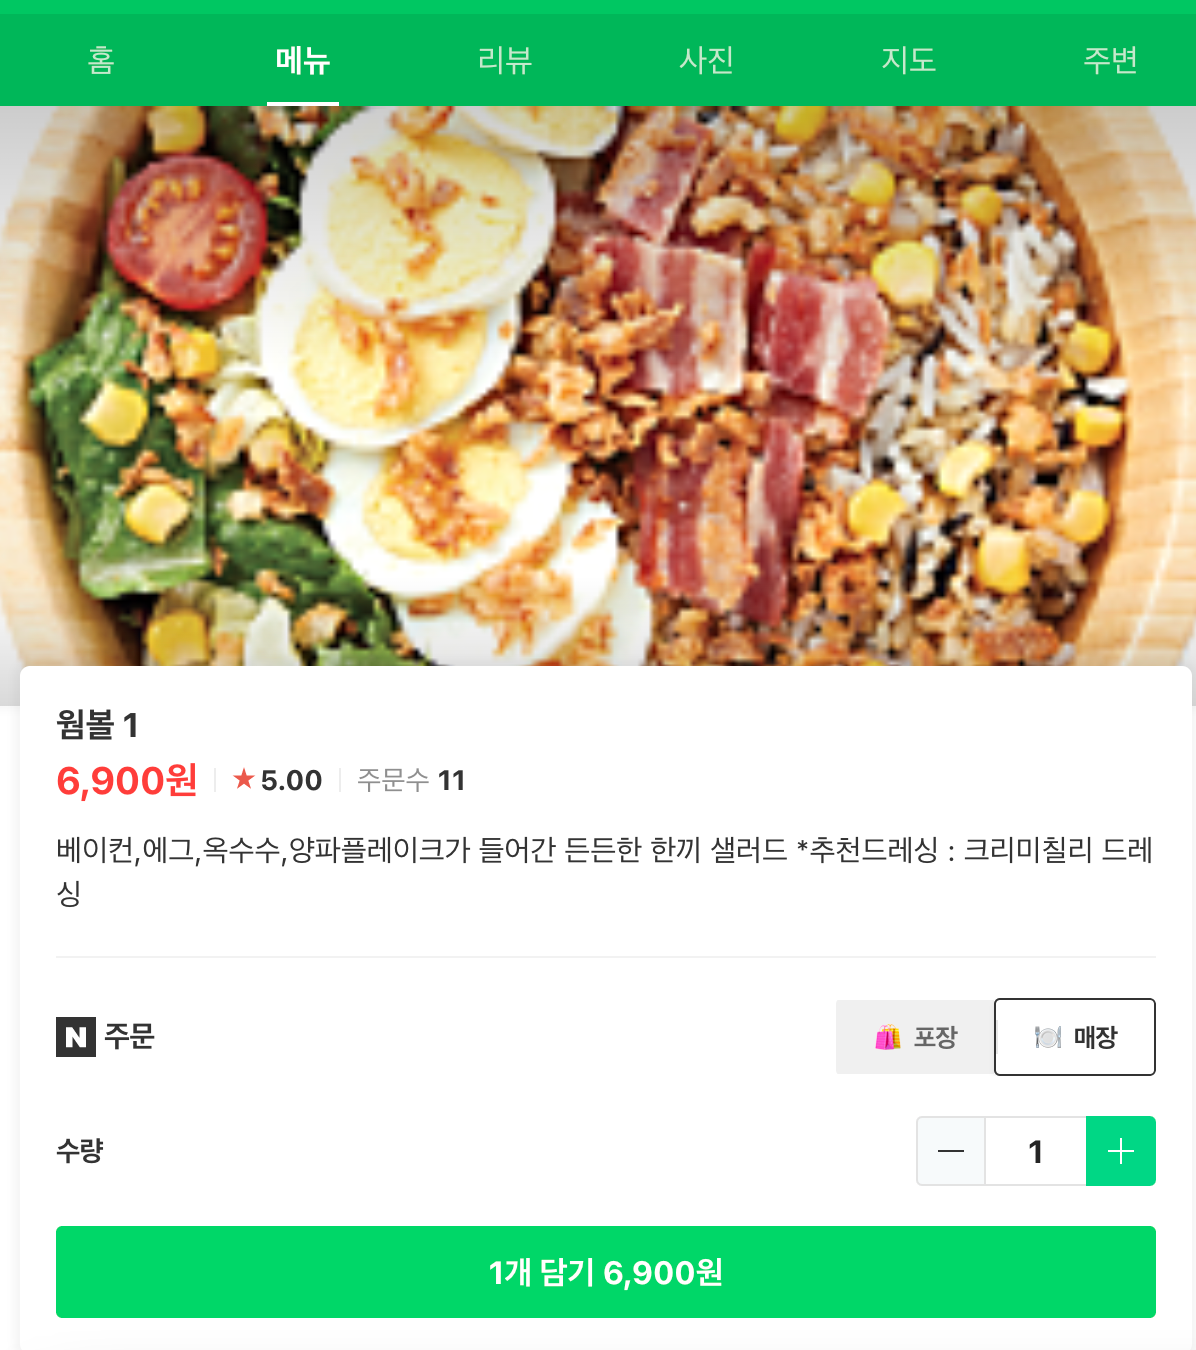 홈 메뉴 리뷰 사진 지도 주변
웜볼 1
6,900원 ★5.00 주문수 11
베이컨,에그,옥수수,양파플레이크가 들어간 든든한 한끼 샐러드 *추천드레싱 : 크리미칠리 드레
싱
N 주문 포장 매장
수량 1
1개 담기 6,900원